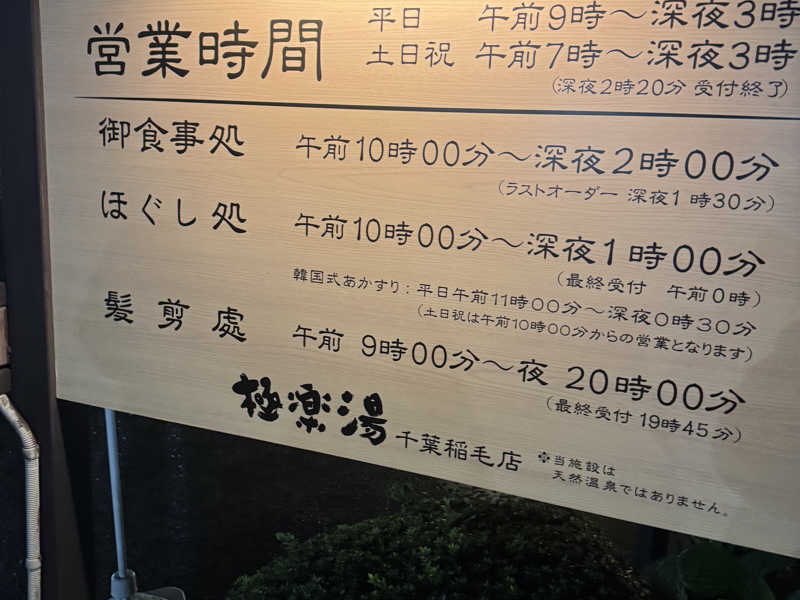 営業時間
平日 午前9時～深夜3時
土日祝 午前7時～深夜3時
(深夜2時20分 受付終了)
御食事処 午前10時00分～深夜2時00分
(ラストオーダー 深夜1時30分)
ほぐし処 午前10時00分～深夜1時00分
(最終受付 午前0時)
韓国式あかすり：平日午前11時00分～深夜0時30分
(土日祝は午前10時00分からの営業となります)
髪剪處 午前 9時00分～夜 20時00分
(最終受付 19時45分)
極楽湯 千葉稲毛店
※当施設は
天然温泉ではありません。